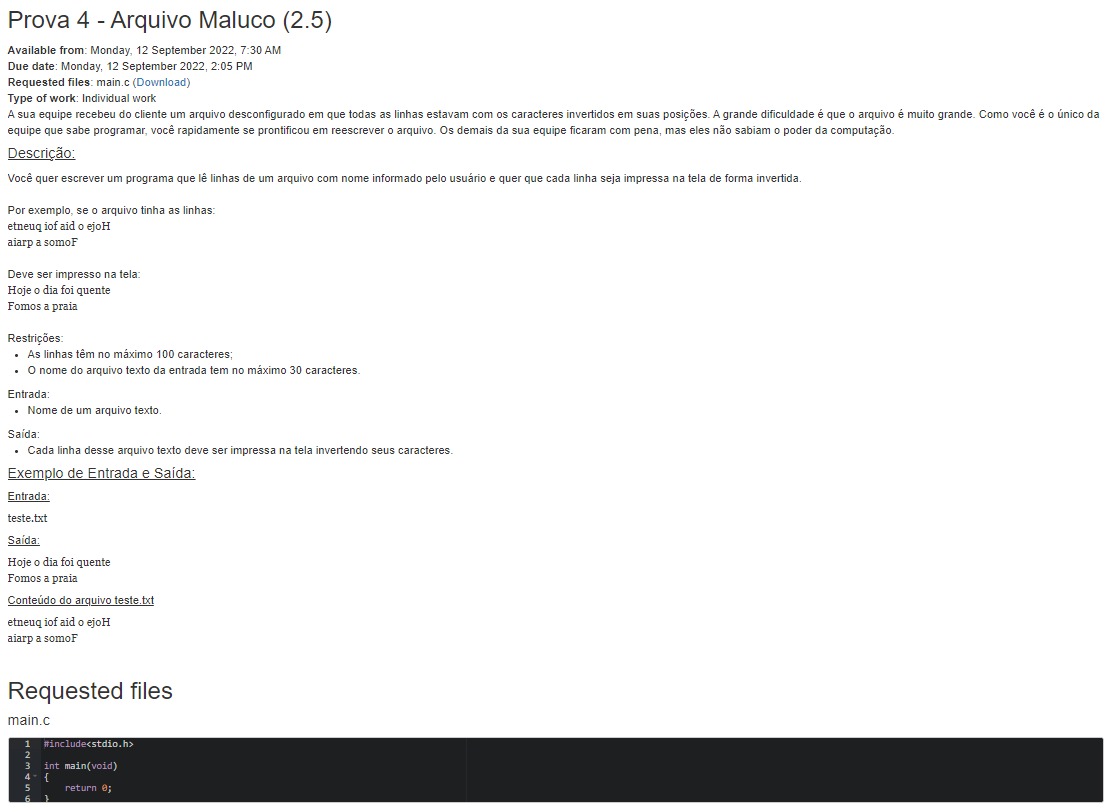 Prova 4 - Arquivo Maluco (2.5)
Available from: Monday, 12 September 2022, 7:30 AM
Due date: Monday, 12 September 2022, 2:05 PM
Requested files: main.c (Download)
Type of work: Individual work
A sua equipe recebeu do cliente um arquivo desconfigurado em que todas as linhas estavam com os caracteres invertidos em suas posições. A grande dificuldade é que o arquivo é muito grande. Como você é o único da
equipe que sabe programar, você rapidamente se prontificou em reescrever o arquivo. Os demais da sua equipe ficaram com pena, mas eles não sabiam o poder da computação.
Descrição:
Você quer escrever um programa que lê linhas de um arquivo com nome informado pelo usuário e quer que cada linha seja impressa na tela de forma invertida.
Por exemplo, se o arquivo tinha as linhas:
etneuq iof aid o ejoH
aiarp a somoF
Deve ser impresso na tela:
Hoje o dia foi quente
Fomos a praia
Restrições:
• As linhas têm no máximo 100 caracteres;
• O nome do arquivo texto da entrada tem no máximo 30 caracteres.
Entrada:
• Nome de um arquivo texto.
Saída:
• Cada linha desse arquivo texto deve ser impressa na tela invertendo seus caracteres.
Exemplo de Entrada e Saída:
Entrada:
teste.txt
Saída:
Hoje o dia foi quente
Fomos a praia
Conteúdo do arquivo teste.txt
etneuq iof aid o ejoH
aiarp a somoF
Requested files
main.c
1 #include<stdio.h>
2
3 int main(void)
4 {
5 return 0;
6 }